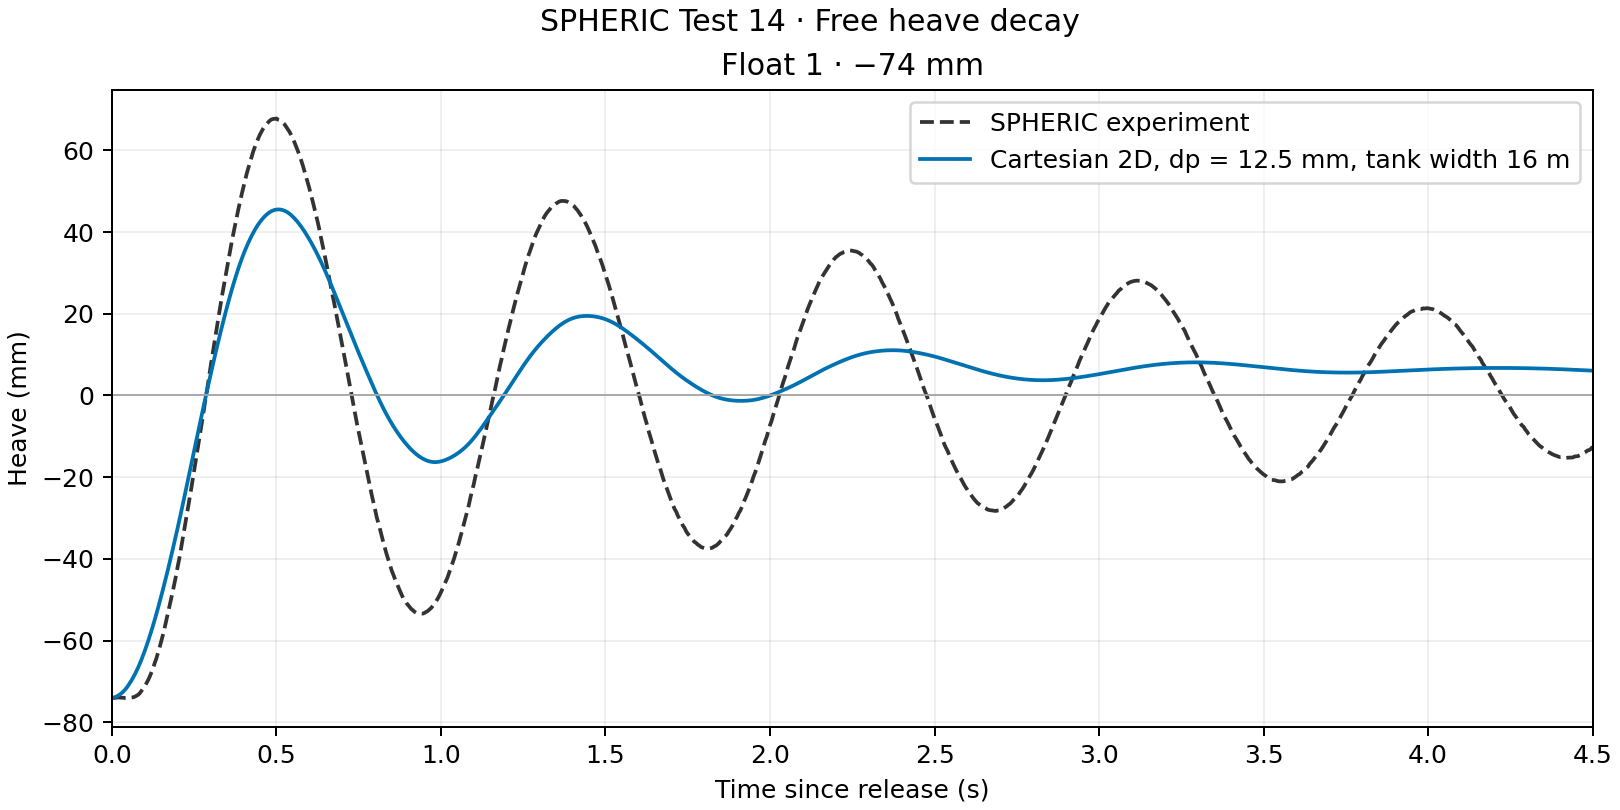 SPHERIC Test 14 · Free heave decay
Float 1 · −74 mm
SPHERIC experiment
Cartesian 2D, dp = 12.5 mm, tank width 16 m
Heave (mm)
60
40
20
0
−20
−40
−60
−80
0.0 0.5 1.0 1.5 2.0 2.5 3.0 3.5 4.0 4.5
Time since release (s)